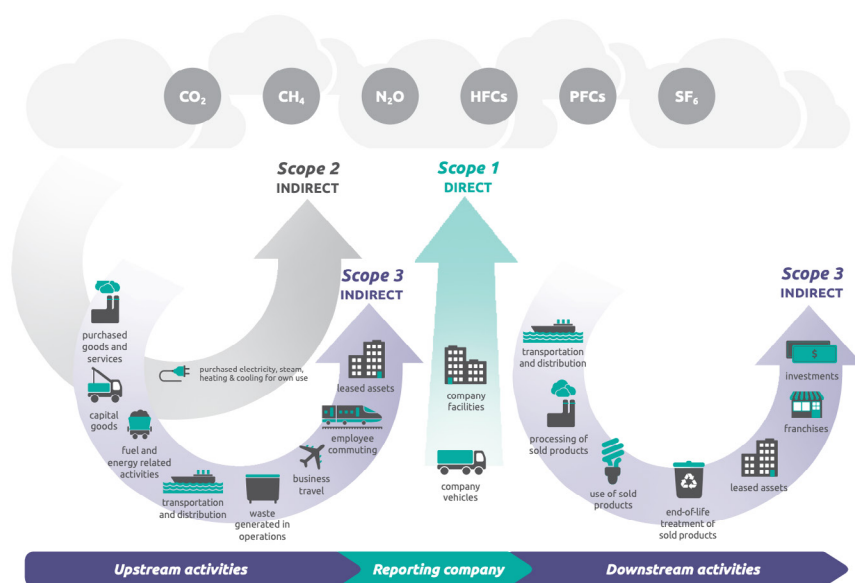 CO₂
CH₄
N₂O
HFCs
PFCs
SF₆
Scope 2
INDIRECT
Scope 1
DIRECT
Scope 3
INDIRECT
Scope 3
INDIRECT
purchased
goods and
services
capital
goods
fuel and
energy related
activities
transportation
and distribution
waste
generated in
operations
business
travel
employee
commuting
leased assets
purchased electricity, steam,
heating & cooling for own use
company
facilities
company
vehicles
transportation
and distribution
processing of
sold products
use of sold
products
end-of-life
treatment of
sold products
leased assets
franchises
$
investments
Upstream activities
Reporting company
Downstream activities